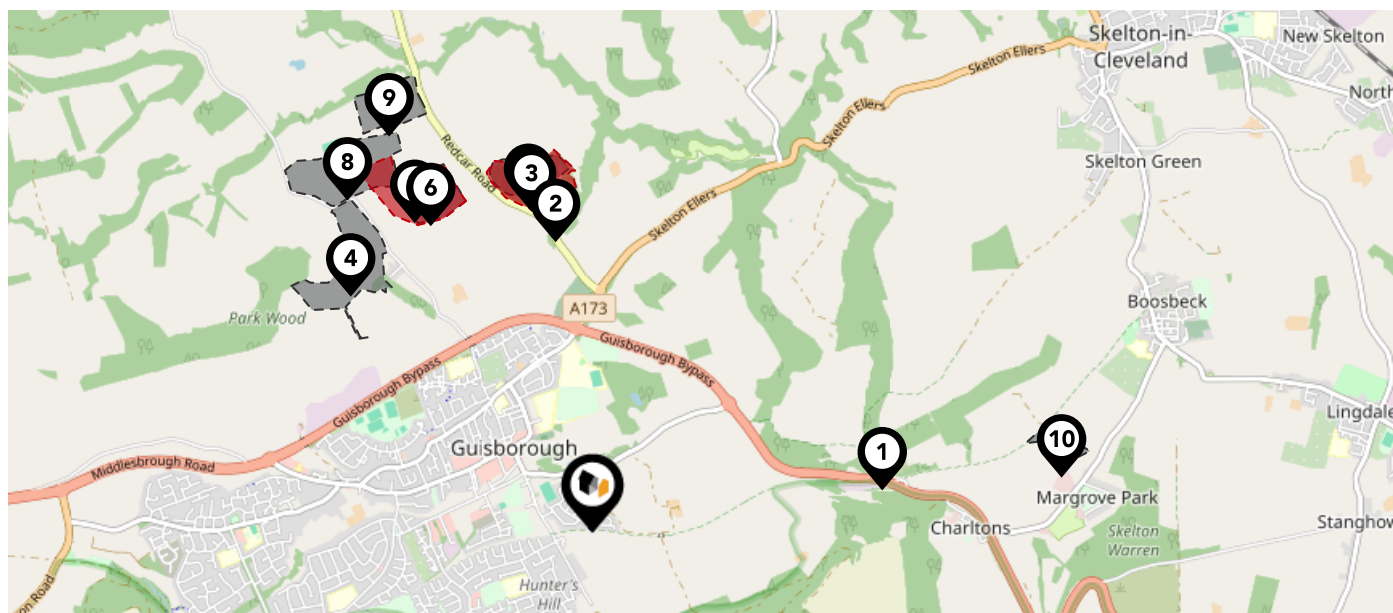 Skelton-in-
Cleveland
New Skelton
North
Skelton Ellers
Skelton Ellers
Skelton Ellers
Redcar Road
Skelton Green
9
8
6
3
2
4
Park Wood
A173
Boosbeck
Guisborough Bypass
Guisborough Bypass
Lingdale
Guisborough
Middlesbrough Road
1
10
Margrove Park
Charltons
Skelton
Warren
Stanghow
Hunter's
Hill
on Road